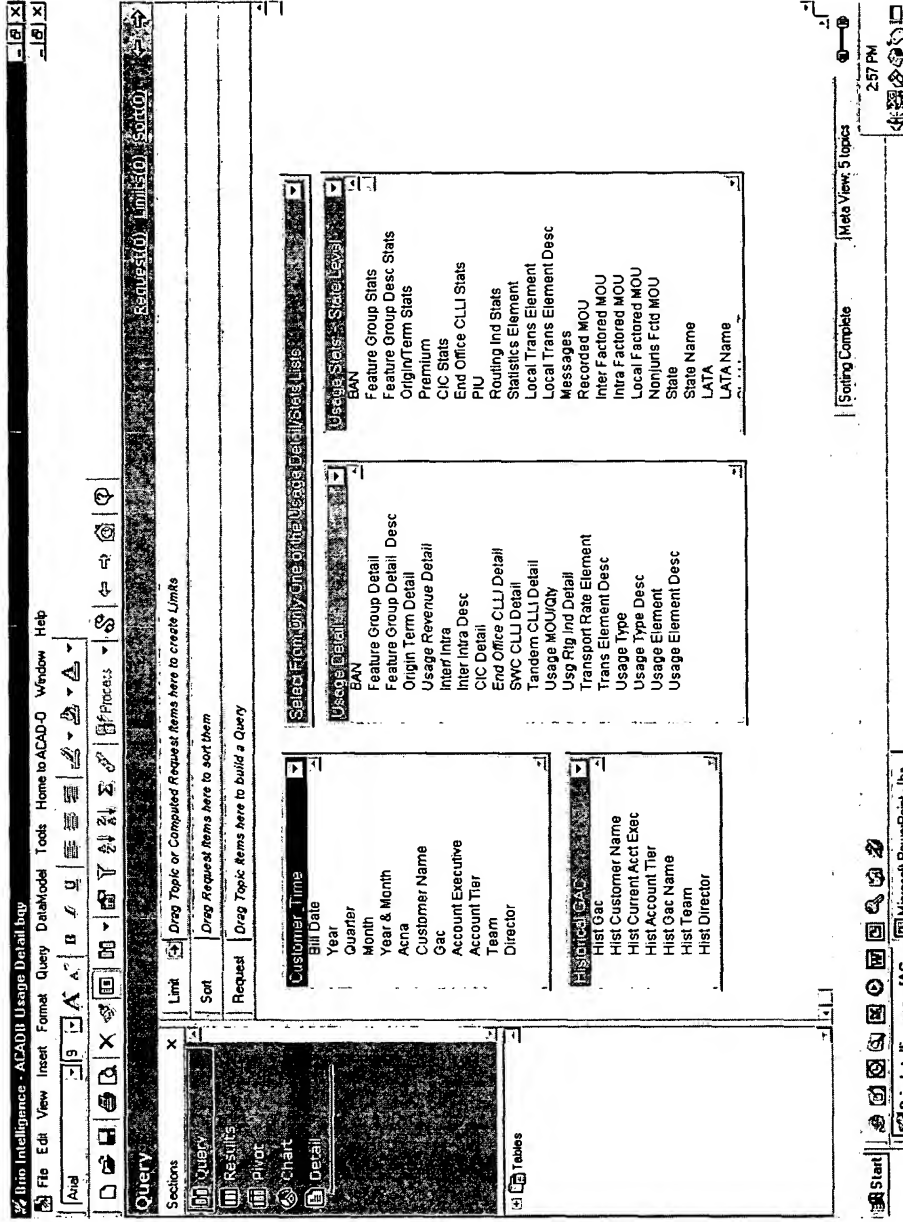 Brio Intelligence - ACADB Usage Detail.bqy
File Edit View Insert Format Query DataModel Tools Home to ACAD-D Window Help
Arial 9 A A B I U
Process
Query Request(0) Limits(0) Sort(0)
Sections
Query
Results
Pivot
Chart
Detail
Tables
Limit Drag Topic or Computed Request Items here to create Limits
Sort Drag Request Items here to sort them
Request Drag Topic Items here to build a Query
Customer_Time
Bill Date
Year
Quarter
Month
Year & Month
Acna
Customer Name
Gac
Account Executive
Account Tier
Team
Director
Historical GAC
Hist Gac
Hist Customer Name
Hist Current Acct Exec
Hist Account Tier
Hist Gac Name
Hist Team
Hist Director
Select From Only One of the Usage Detail/Stats Lists
Usage Detail
BAN
Feature Group Detail
Feature Group Detail Desc
Origin Term Detail
Usage Revenue Detail
Inter/ Intra
Inter Intra Desc
CIC Detail
End Office CLLI Detail
SWC CLLI Detail
Tandem CLLI Detail
Usage MOU/Qty
Usg Rtg Ind Detail
Transport Rate Element
Trans Element Desc
Usage Type
Usage Type Desc
Usage Element
Usage Element Desc
Usage Stats - State Level
BAN
Feature Group Stats
Feature Group Desc Stats
Origin/Term Stats
Premium
CIC Stats
End Office CLLI Stats
PIU
Routing Ind Stats
Statistics Element
Local Trans Element
Local Trans Element Desc
Messages
Recorded MOU
Inter Factored MOU
Intra Factored MOU
Local Factored MOU
Nonjuris Fctd MOU
State
State Name
LATA
LATA Name
Sorting Complete Meta View: 5 topics
Start
2:57 PM